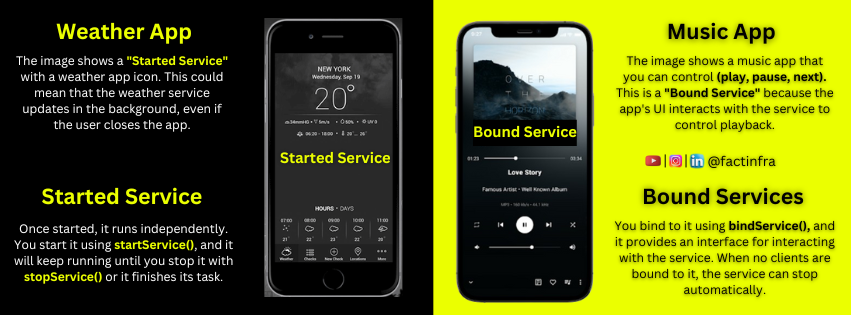 Weather App
The image shows a "Started Service"
with a weather app icon. This could
mean that the weather service
updates in the background, even if
the user closes the app.
Started Service
Once started, it runs independently.
You start it using startService(), and it
will keep running until you stop it with
stopService() or it finishes its task.
NEW YORK
Wednesday, Sep 19
20°
Started Service
HOURS • DAYS
07:00 08:00 09:00 10:00 11:00
21° 22° 23°
Weather Clocks New Check Locations More
OVER
THE
HORIZON
Bound Service
01:23 03:34
Love Story
Famous Artist - Well Known Album
Music App
The image shows a music app that
you can control (play, pause, next).
This is a "Bound Service" because the
app's UI interacts with the service to
control playback.
| | @factinfra
Bound Services
You bind to it using bindService(), and
it provides an interface for interacting
with the service. When no clients are
bound to it, the service can stop
automatically.